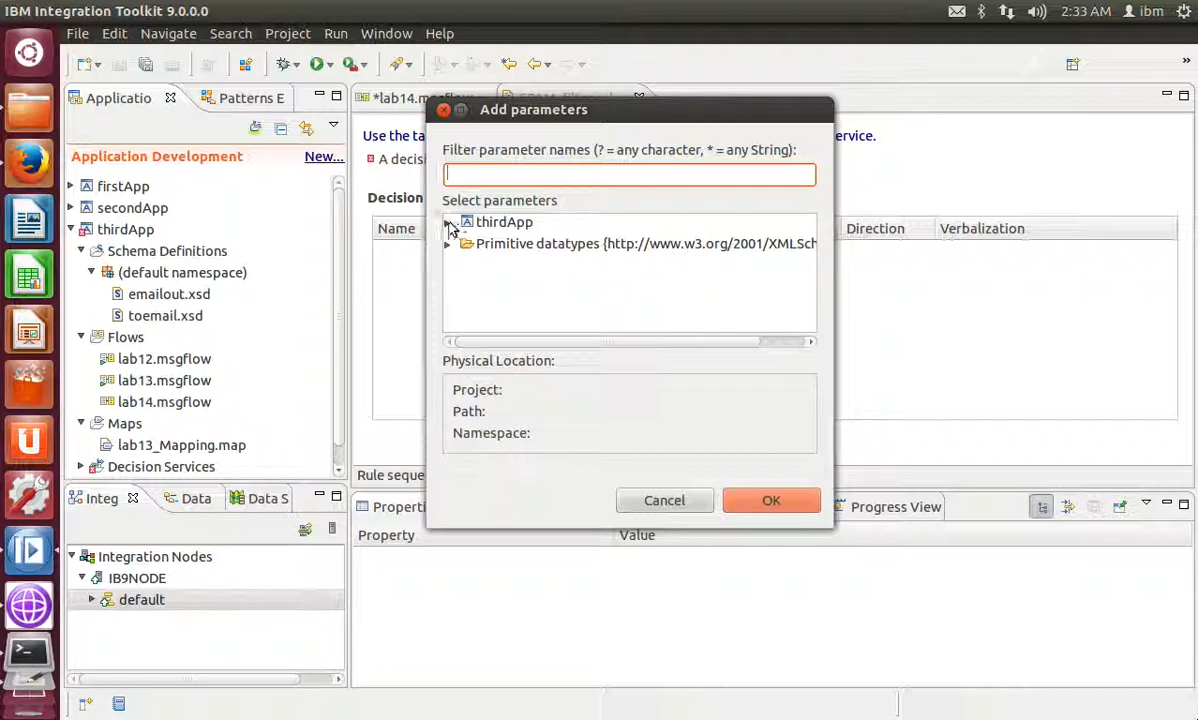 IBM Integration Toolkit 9.0.0.0
2:33 AM
ibm
File Edit Navigate Search Project Run Window Help
Applicatio
Patterns E
*lab14.msgflow
Application Development
New...
firstApp
secondApp
thirdApp
Schema Definitions
(default namespace)
emailout.xsd
toemail.xsd
Flows
lab12.msgflow
lab13.msgflow
lab14.msgflow
Maps
lab13_Mapping.map
Decision Services
Use the ta
ervice.
A decisi
Decision
Name
Direction
Verbalization
Rule seque
Add parameters
Filter parameter names (? = any character, * = any String):
Select parameters
thirdApp
Primitive datatypes {http://www.w3.org/2001/XMLSch
Physical Location:
Project:
Path:
Namespace:
Cancel
OK
Integ
Data
Data S
Integration Nodes
IB9NODE
default
Properti
Progress View
Property
Value